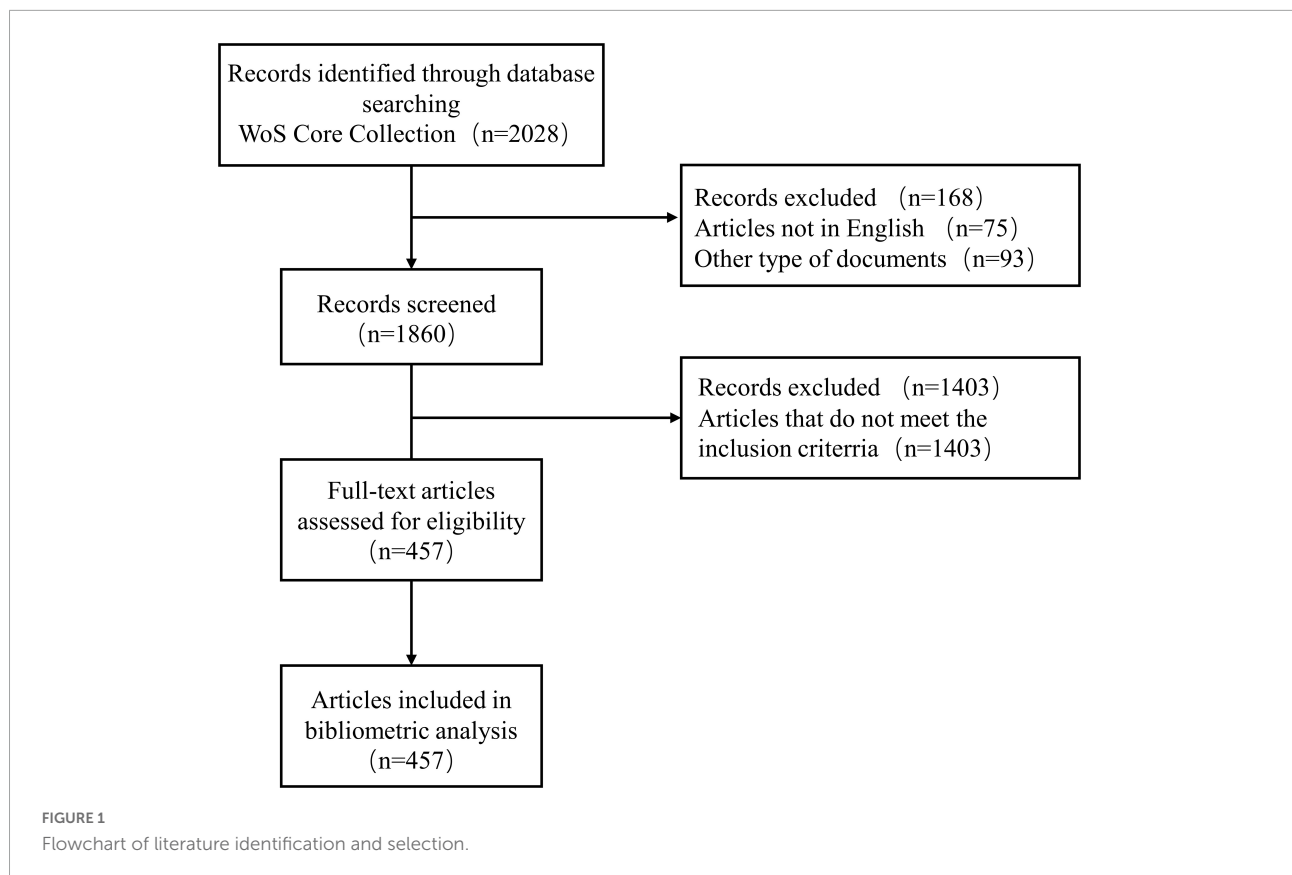 Records identified through database
searching
WoS Core Collection（n=2028）
Records excluded （n=168）
Articles not in English （n=75）
Other type of documents （n=93）
Records screened
（n=1860）
Records excluded （n=1403）
Articles that do not meet the
inclusion criterria（n=1403）
Full-text articles
assessed for eligibility
（n=457）
Articles included in
bibliometric analysis
（n=457）
FIGURE 1
Flowchart of literature identification and selection.